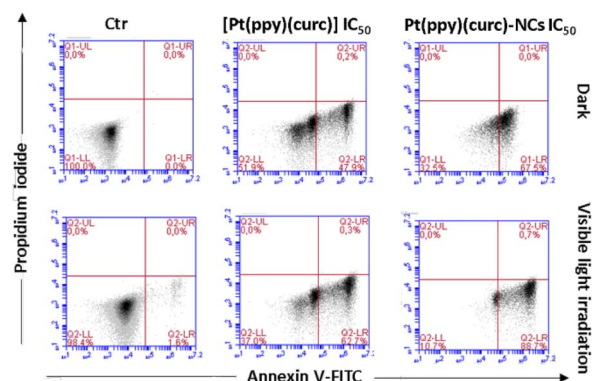 Ctr
[Pt(ppy)(curc)] IC50
Pt(ppy)(curc)-NCs IC50
Q1-UL
0,0%
Q1-UR
0,0%
Q1-LL
100,0%
Q1-LR
0,0%
Q2-UL
0,0%
Q2-UR
0,2%
Q2-LL
51,9%
Q2-LR
47,9%
Q1-UL
0,0%
Q1-UR
0,0%
Q1-LL
32,5%
Q1-LR
67,5%
Dark
Q2-UL
0,0%
Q2-UR
0,0%
Q2-LL
98,4%
Q2-LR
1,6%
Q2-UL
0,0%
Q2-UR
0,3%
Q2-LL
37,0%
Q2-LR
62,7%
Q2-UL
0,0%
Q2-UR
0,7%
Q2-LL
10,7%
Q2-LR
88,7%
Visible light irradiation
Propidium iodide
Annexin V-FITC